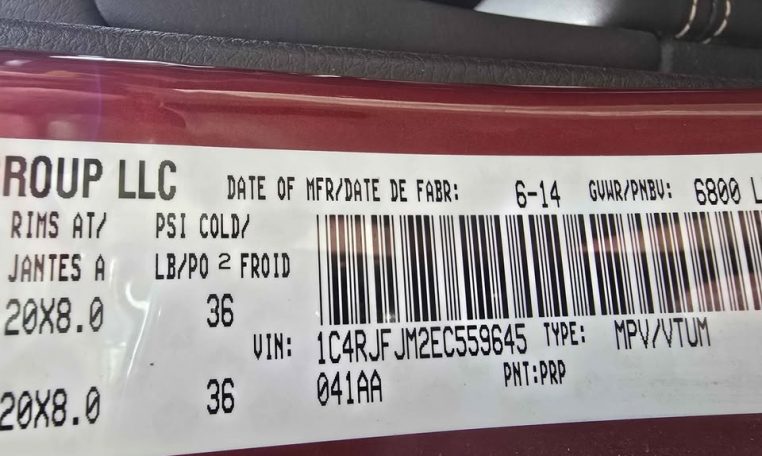 ROUP LLC DATE OF MFR/DATE DE FABR: 6-14 GVWR/PNBV: 6800 L
RIMS AT/ PSI COLD/
JANTES A LB/PO 2 FROID
20X8.0 36
VIN: 1C4RJFJM2EC559645 TYPE: MPV/VTUM
20X8.0 36 041AA PNT:PRP